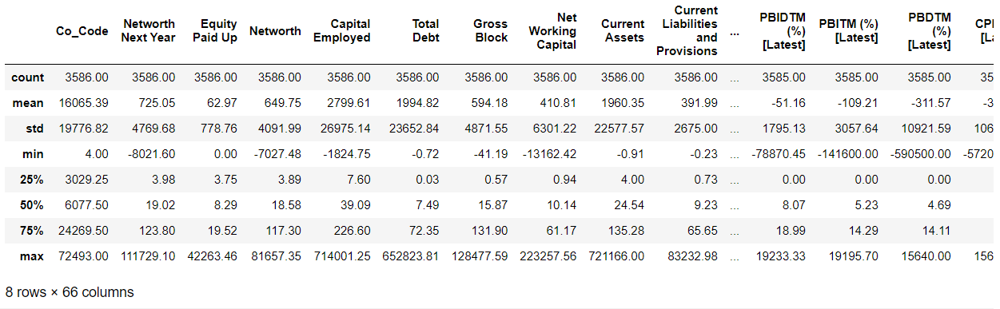 Co_Code Networth Next Year Equity Paid Up Networth Capital Employed Total Debt Gross Block Net Working Capital Current Assets Current Liabilities and Provisions ... PBIDTM (%) [Latest] PBITM (%) [Latest] PBDTM (%) [Latest]
count 3586.00 3586.00 3586.00 3586.00 3586.00 3586.00 3586.00 3586.00 3586.00 3586.00 ... 3585.00 3585.00 3585.00 35
mean 16065.39 725.05 62.97 649.75 2799.61 1994.82 594.18 410.81 1960.35 391.99 ... -51.16 -109.21 -311.57 -3
std 19776.82 4769.68 778.76 4091.99 26975.14 23652.84 4871.55 6301.22 22577.57 2675.00 ... 1795.13 3057.64 10921.59 106
min 4.00 -8021.60 0.00 -7027.48 -1824.75 -0.72 -41.19 -13162.42 -0.91 -0.23 ... -78870.45 -141600.00 -590500.00 -5720
25% 3029.25 3.98 3.75 3.89 7.60 0.03 0.57 0.94 4.00 0.73 ... 0.00 0.00 0.00
50% 6077.50 19.02 8.29 18.58 39.09 7.49 15.87 10.14 24.54 9.23 ... 8.07 5.23 4.69
75% 24269.50 123.80 19.52 117.30 226.60 72.35 131.90 61.17 135.28 65.65 ... 18.99 14.29 14.11
max 72493.00 111729.10 42263.46 81657.35 714001.25 652823.81 128477.59 223257.56 721166.00 83232.98 ... 19233.33 19195.70 15640.00 156
8 rows × 66 columns